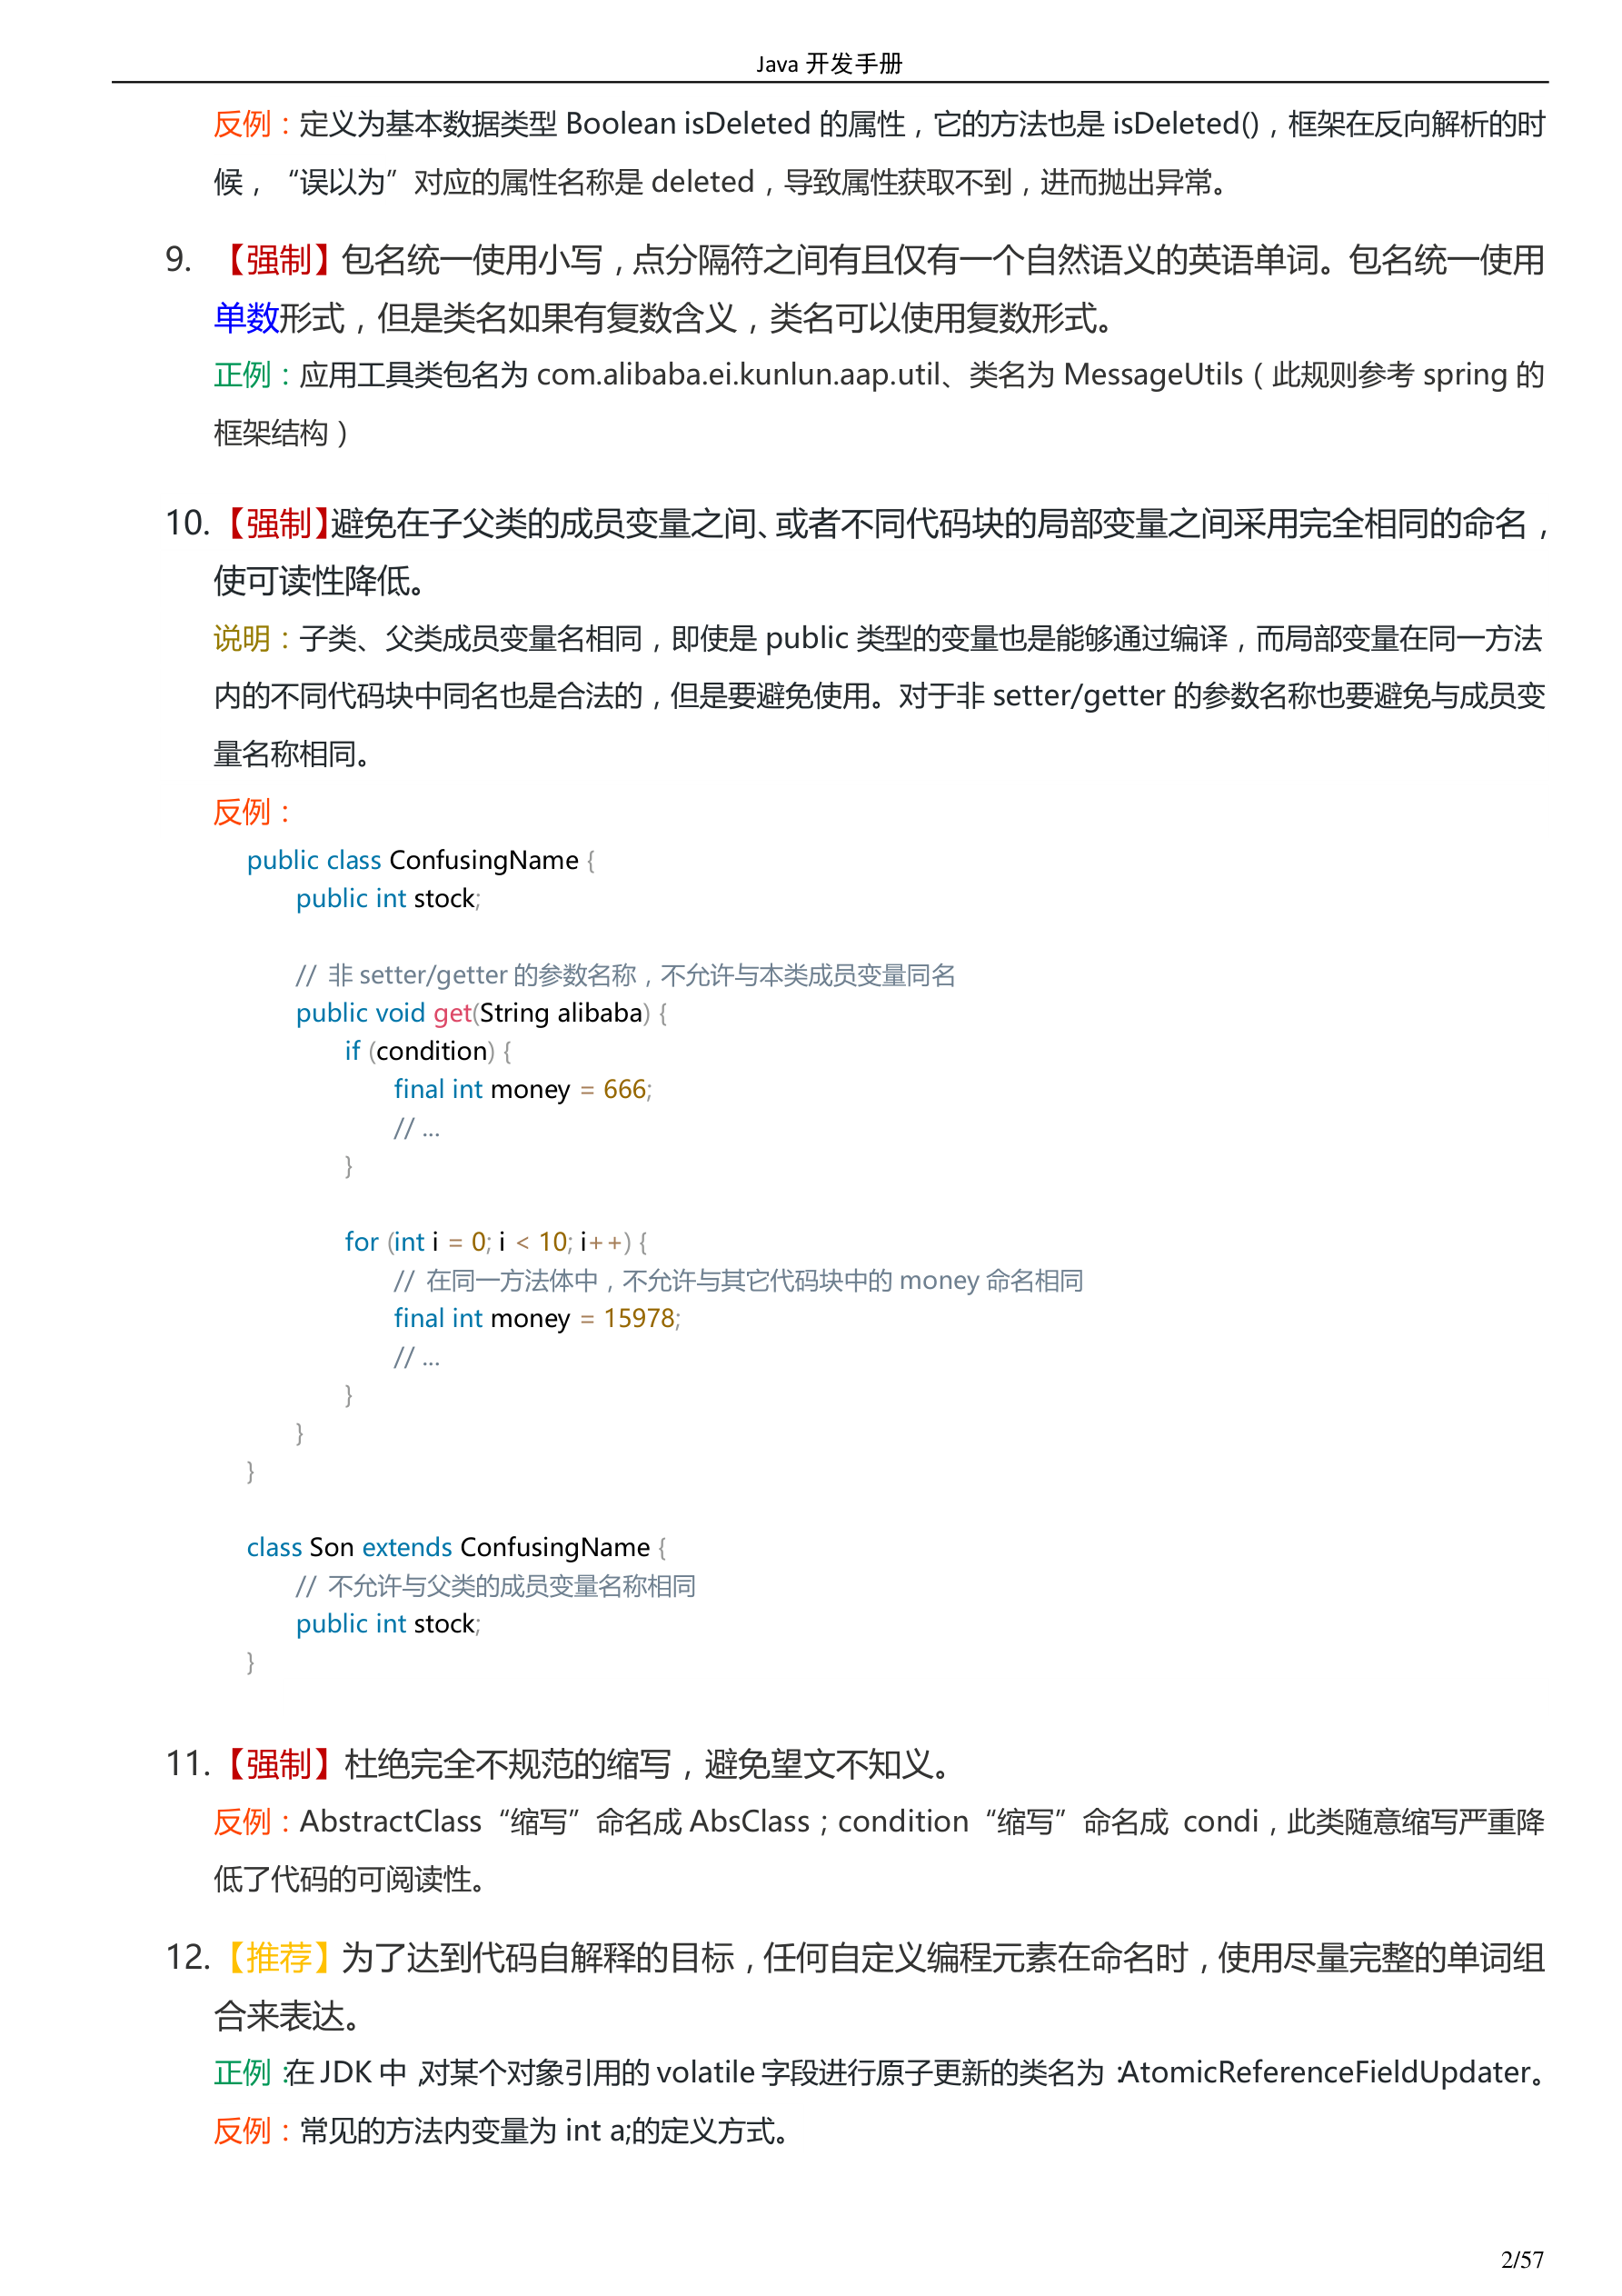 Java 开发手册
反例：定义为基本数据类型 Boolean isDeleted 的属性，它的方法也是 isDeleted()，框架在反向解析的时
候，“误以为”对应的属性名称是 deleted，导致属性获取不到，进而抛出异常。
9. 【强制】包名统一使用小写，点分隔符之间有且仅有一个自然语义的英语单词。包名统一使用
单数形式，但是类名如果有复数含义，类名可以使用复数形式。
正例：应用工具类包名为 com.alibaba.ei.kunlun.aap.util、类名为 MessageUtils（此规则参考 spring 的
框架结构）
10. 【强制】避免在子父类的成员变量之间、或者不同代码块的局部变量之间采用完全相同的命名，
使可读性降低。
说明：子类、父类成员变量名相同，即使是 public 类型的变量也是能够通过编译，而局部变量在同一方法
内的不同代码块中同名也是合法的，但是要避免使用。对于非 setter/getter 的参数名称也要避免与成员变
量名称相同。
反例：
public class ConfusingName {
public int stock;
// 非 setter/getter 的参数名称，不允许与本类成员变量同名
public void get(String alibaba) {
if (condition) {
final int money = 666;
// ...
}
for (int i = 0; i < 10; i++) {
// 在同一方法体中，不允许与其它代码块中的 money 命名相同
final int money = 15978;
// ...
}
}
}
class Son extends ConfusingName {
// 不允许与父类的成员变量名称相同
public int stock;
}
11. 【强制】杜绝完全不规范的缩写，避免望文不知义。
反例：AbstractClass“缩写”命名成 AbsClass；condition“缩写”命名成 condi，此类随意缩写严重降
低了代码的可阅读性。
12. 【推荐】为了达到代码自解释的目标，任何自定义编程元素在命名时，使用尽量完整的单词组
合来表达。
正例：在 JDK 中，对某个对象引用的 volatile 字段进行原子更新的类名为：AtomicReferenceFieldUpdater。
反例：常见的方法内变量为 int a;的定义方式。
2/57